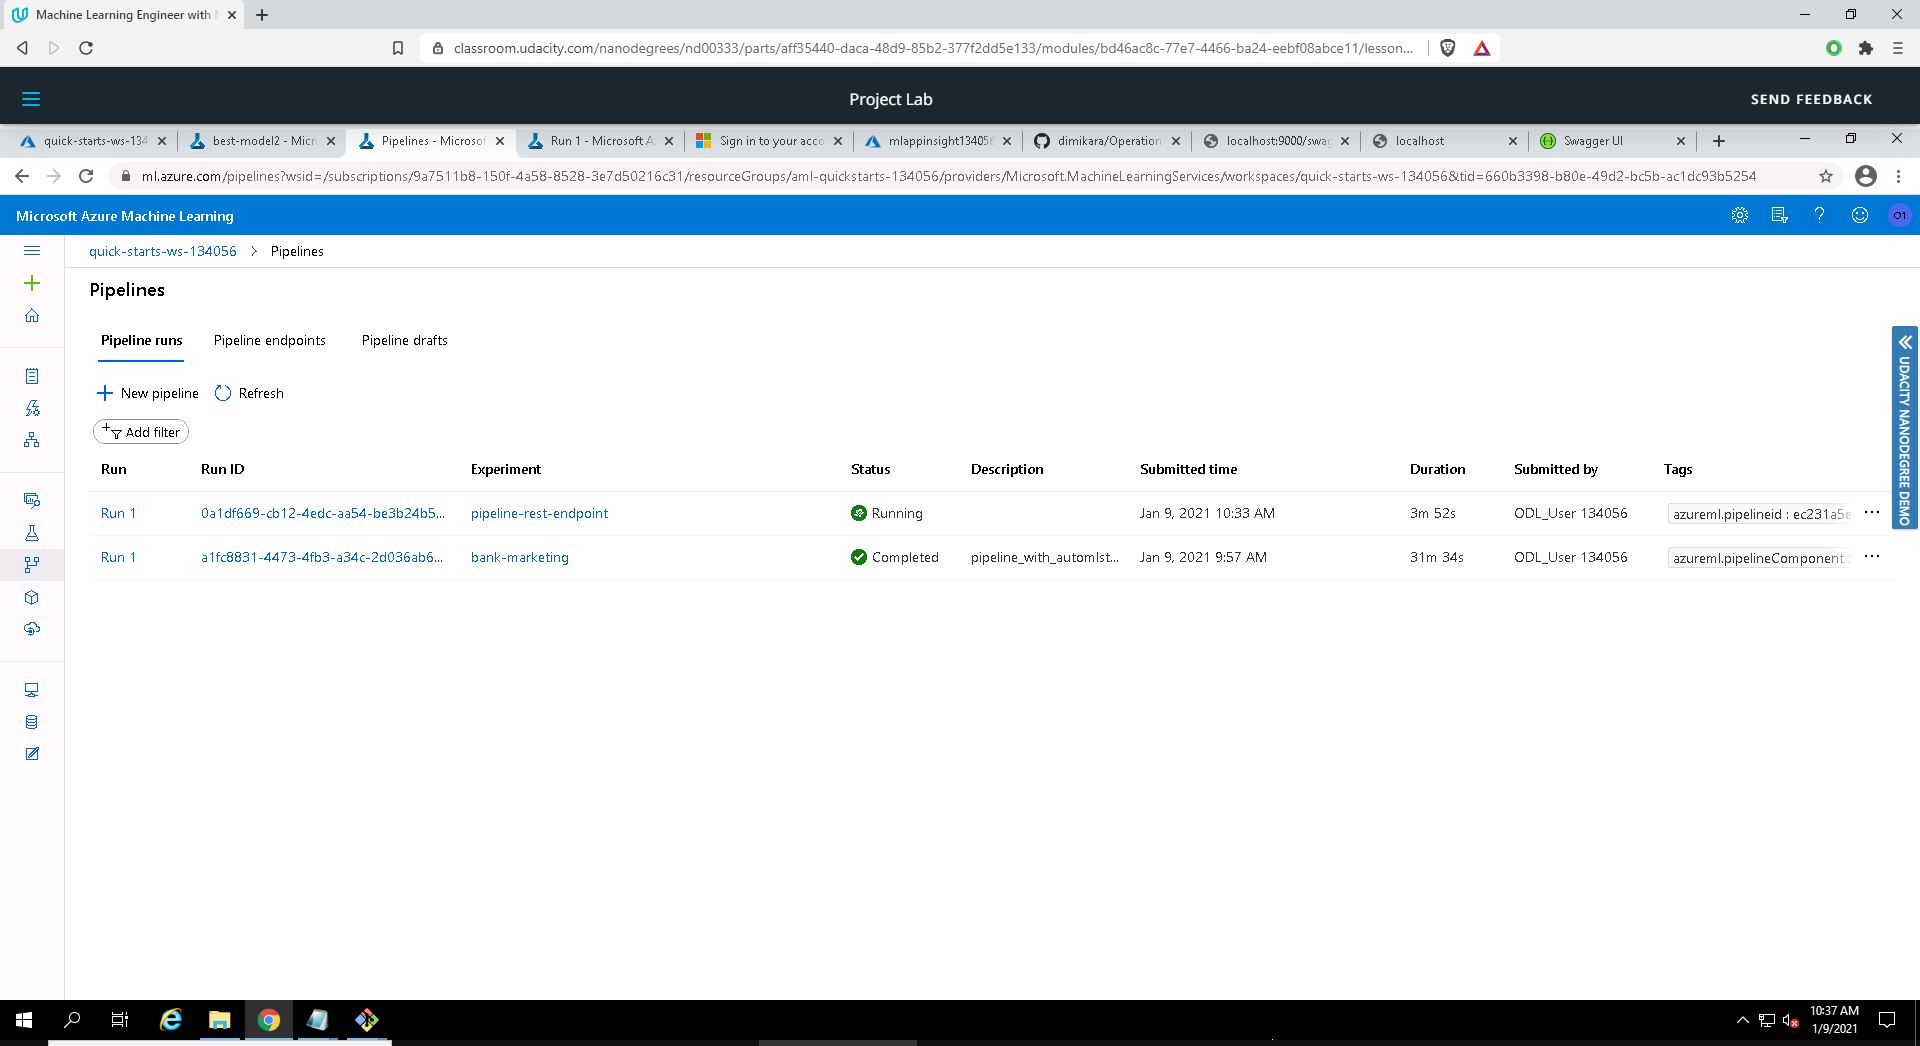 Machine Learning Engineer with
classroom.udacity.com/nanodegrees/nd00333/parts/aff35440-daca-48d9-85b2-377f2dd5e133/modules/bd46ac8c-77e7-4466-ba24-eebf08abce11/lesson...
Project Lab
SEND FEEDBACK
quick-starts-ws-134
best-model2 - Micr
Pipelines - Microsof
Run 1 - Microsoft A
Sign in to your acco
mlappinsight134056
dimikara/Operation
localhost:9000/swag
localhost
Swagger UI
ml.azure.com/pipelines?wsid=/subscriptions/9a7511b8-150f-4a58-8528-3e7d50216c31/resourceGroups/aml-quickstarts-134056/providers/Microsoft.MachineLearningServices/workspaces/quick-starts-ws-134056&tid=660b3398-b80e-49d2-bc5b-ac1dc93b5254
Microsoft Azure Machine Learning
O1
quick-starts-ws-134056 > Pipelines
Pipelines
Pipeline runs Pipeline endpoints Pipeline drafts
New pipeline Refresh
Add filter
Run Run ID Experiment Status Description Submitted time Duration Submitted by Tags
Run 1 0a1df669-cb12-4edc-aa54-be3b24b5... pipeline-rest-endpoint Running Jan 9, 2021 10:33 AM 3m 52s ODL_User 134056 azureml.pipelineid : ec231a5e ...
Run 1 a1fc8831-4473-4fb3-a34c-2d036ab6... bank-marketing Completed pipeline_with_automlst... Jan 9, 2021 9:57 AM 31m 34s ODL_User 134056 azureml.pipelineComponent : ...
UDACITY NANODEGREE DEMO
10:37 AM
1/9/2021